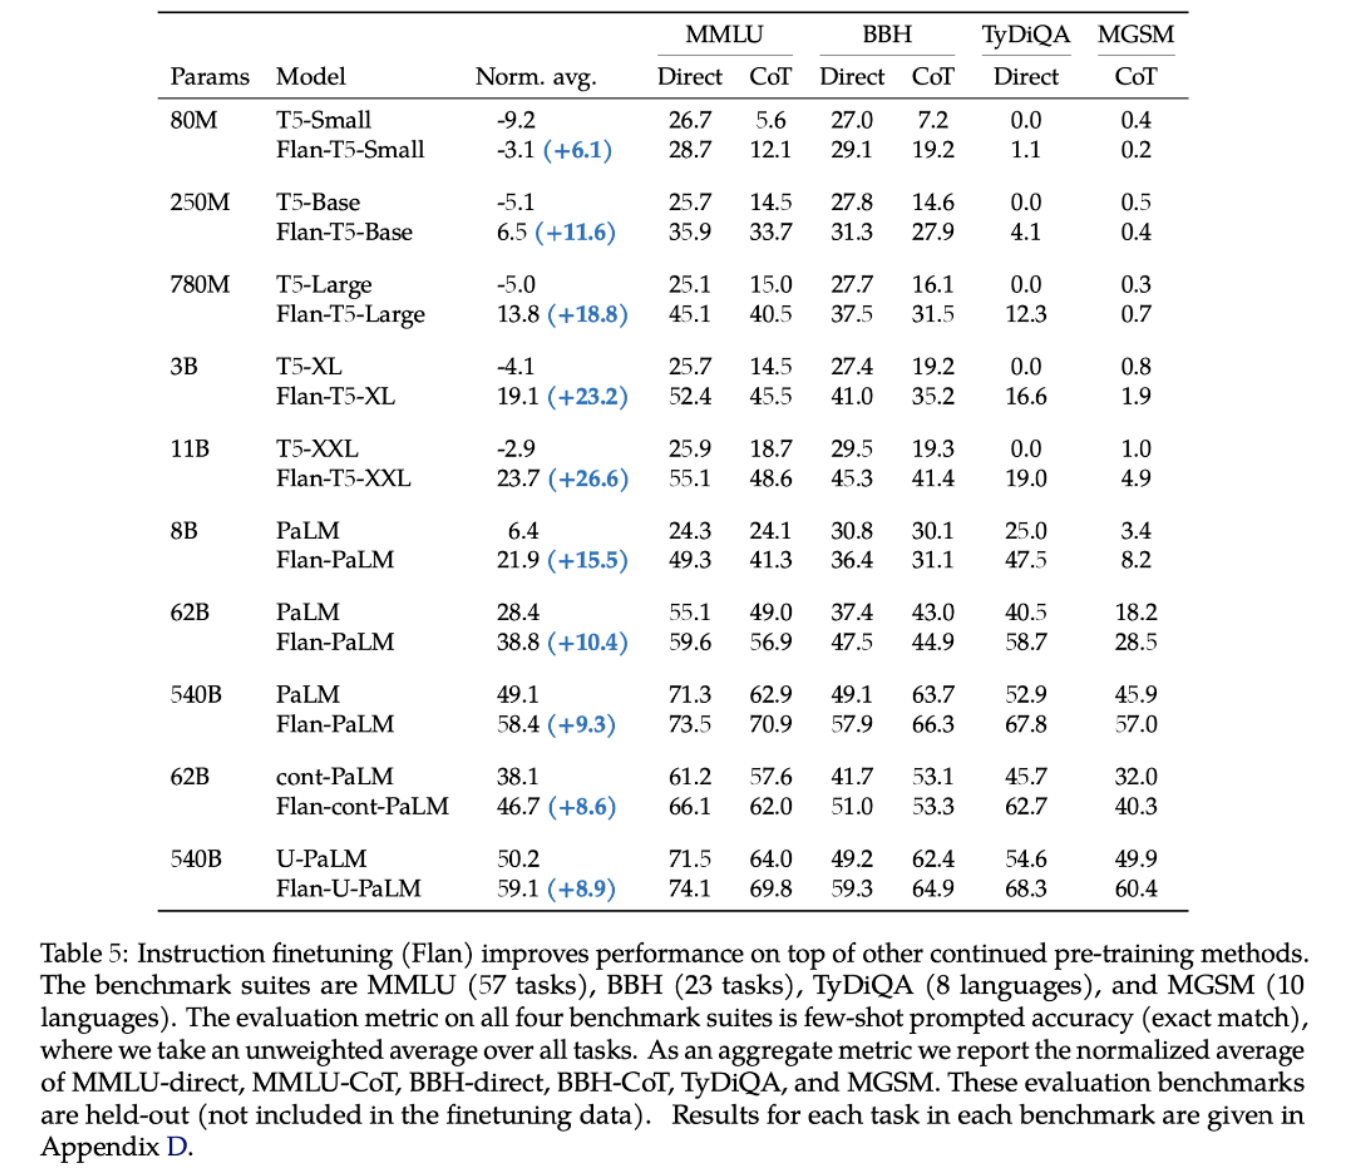 MMLU BBH TyDiQA MGSM
Params Model Norm. avg. Direct CoT Direct CoT Direct CoT
80M T5-Small -9.2 26.7 5.6 27.0 7.2 0.0 0.4
Flan-T5-Small -3.1 (+6.1) 28.7 12.1 29.1 19.2 1.1 0.2
250M T5-Base -5.1 25.7 14.5 27.8 14.6 0.0 0.5
Flan-T5-Base 6.5 (+11.6) 35.9 33.7 31.3 27.9 4.1 0.4
780M T5-Large -5.0 25.1 15.0 27.7 16.1 0.0 0.3
Flan-T5-Large 13.8 (+18.8) 45.1 40.5 37.5 31.5 12.3 0.7
3B T5-XL -4.1 25.7 14.5 27.4 19.2 0.0 0.8
Flan-T5-XL 19.1 (+23.2) 52.4 45.5 41.0 35.2 16.6 1.9
11B T5-XXL -2.9 25.9 18.7 29.5 19.3 0.0 1.0
Flan-T5-XXL 23.7 (+26.6) 55.1 48.6 45.3 41.4 19.0 4.9
8B PaLM 6.4 24.3 24.1 30.8 30.1 25.0 3.4
Flan-PaLM 21.9 (+15.5) 49.3 41.3 36.4 31.1 47.5 8.2
62B PaLM 28.4 55.1 49.0 37.4 43.0 40.5 18.2
Flan-PaLM 38.8 (+10.4) 59.6 56.9 47.5 44.9 58.7 28.5
540B PaLM 49.1 71.3 62.9 49.1 63.7 52.9 45.9
Flan-PaLM 58.4 (+9.3) 73.5 70.9 57.9 66.3 67.8 57.0
62B cont-PaLM 38.1 61.2 57.6 41.7 53.1 45.7 32.0
Flan-cont-PaLM 46.7 (+8.6) 66.1 62.0 51.0 53.3 62.7 40.3
540B U-PaLM 50.2 71.5 64.0 49.2 62.4 54.6 49.9
Flan-U-PaLM 59.1 (+8.9) 74.1 69.8 59.3 64.9 68.3 60.4
Table 5: Instruction finetuning (Flan) improves performance on top of other continued pre-training methods.
The benchmark suites are MMLU (57 tasks), BBH (23 tasks), TyDiQA (8 languages), and MGSM (10
languages). The evaluation metric on all four benchmark suites is few-shot prompted accuracy (exact match),
where we take an unweighted average over all tasks. As an aggregate metric we report the normalized average
of MMLU-direct, MMLU-CoT, BBH-direct, BBH-CoT, TyDiQA, and MGSM. These evaluation benchmarks
are held-out (not included in the finetuning data). Results for each task in each benchmark are given in
Appendix D.